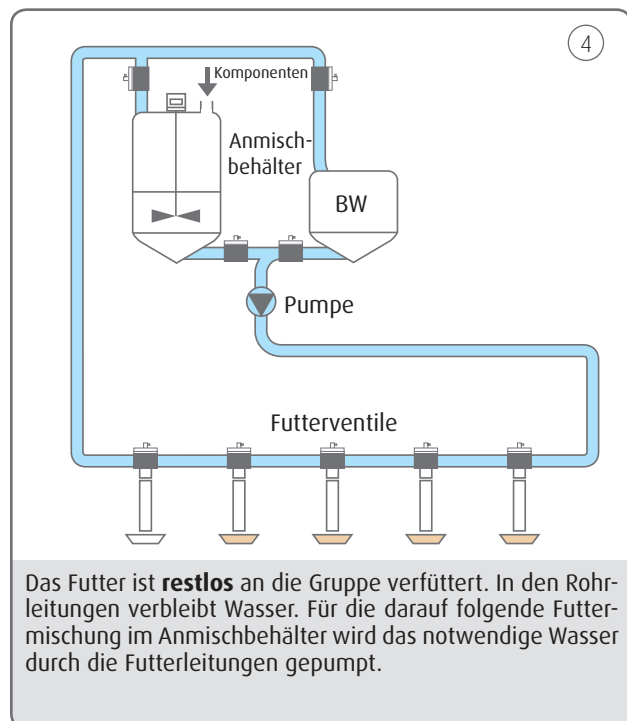 4
Komponenten
Anmisch-
behälter
BW
Pumpe
Futterventile
Das Futter ist restlos an die Gruppe verfüttert. In den Rohr-
leitungen verbleibt Wasser. Für die darauf folgende Futter-
mischung im Anmischbehälter wird das notwendige Wasser
durch die Futterleitungen gepumpt.